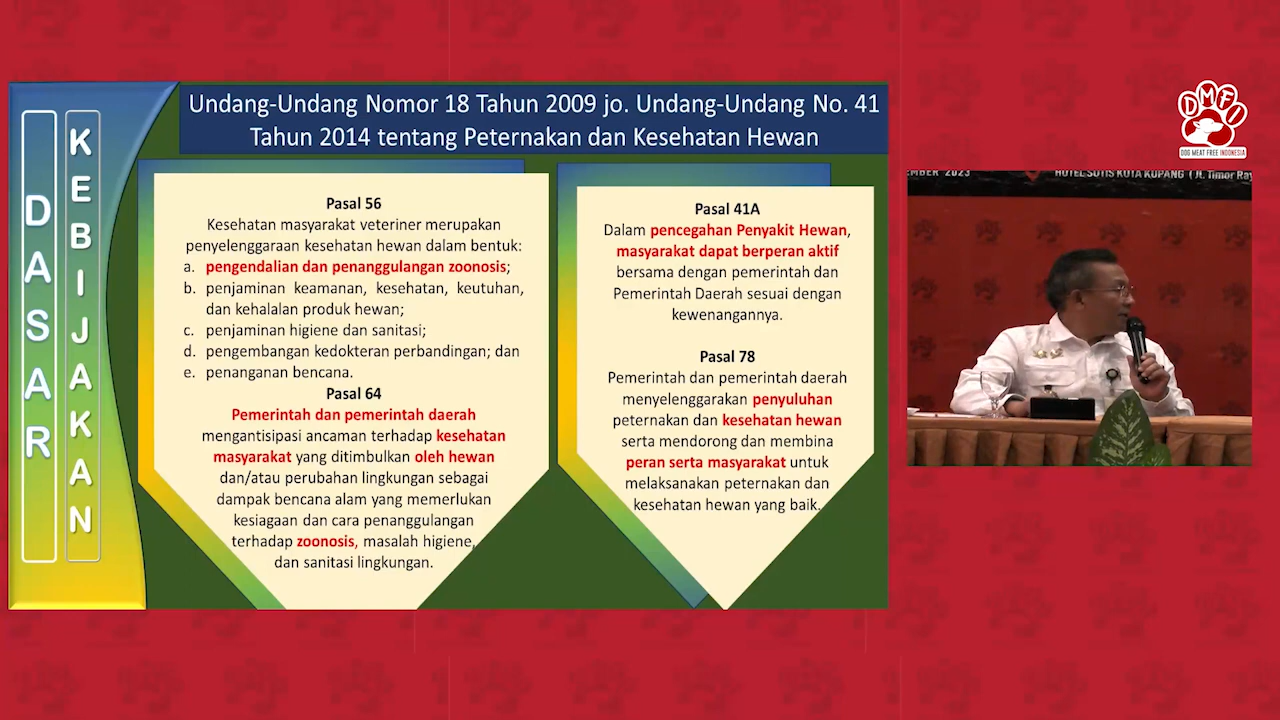 Undang-Undang Nomor 18 Tahun 2009 jo. Undang-Undang No. 41
Tahun 2014 tentang Peternakan dan Kesehatan Hewan
DASAR
KEBIJAKAN
Pasal 56
Kesehatan masyarakat veteriner merupakan
penyelenggaraan kesehatan hewan dalam bentuk:
a. pengendalian dan penanggulangan zoonosis;
b. penjaminan keamanan, kesehatan, keutuhan,
dan kehalalan produk hewan;
c. penjaminan higiene dan sanitasi;
d. pengembangan kedokteran perbandingan; dan
e. penanganan bencana.
Pasal 64
Pemerintah dan pemerintah daerah
mengantisipasi ancaman terhadap kesehatan
masyarakat yang ditimbulkan oleh hewan
dan/atau perubahan lingkungan sebagai
dampak bencana alam yang memerlukan
kesiagaan dan cara penanggulangan
terhadap zoonosis, masalah higiene,
dan sanitasi lingkungan.
Pasal 41A
Dalam pencegahan Penyakit Hewan,
masyarakat dapat berperan aktif
bersama dengan pemerintah dan
Pemerintah Daerah sesuai dengan
kewenangannya.
Pasal 78
Pemerintah dan pemerintah daerah
menyelenggarakan penyuluhan
peternakan dan kesehatan hewan
serta mendorong dan membina
peran serta masyarakat untuk
melaksanakan peternakan dan
kesehatan hewan yang baik.
DMFI
DOG MEAT FREE INDONESIA
EMBER 2023
HOTEL SOTIS KOTA KUPANG ( JL. Timor Ray